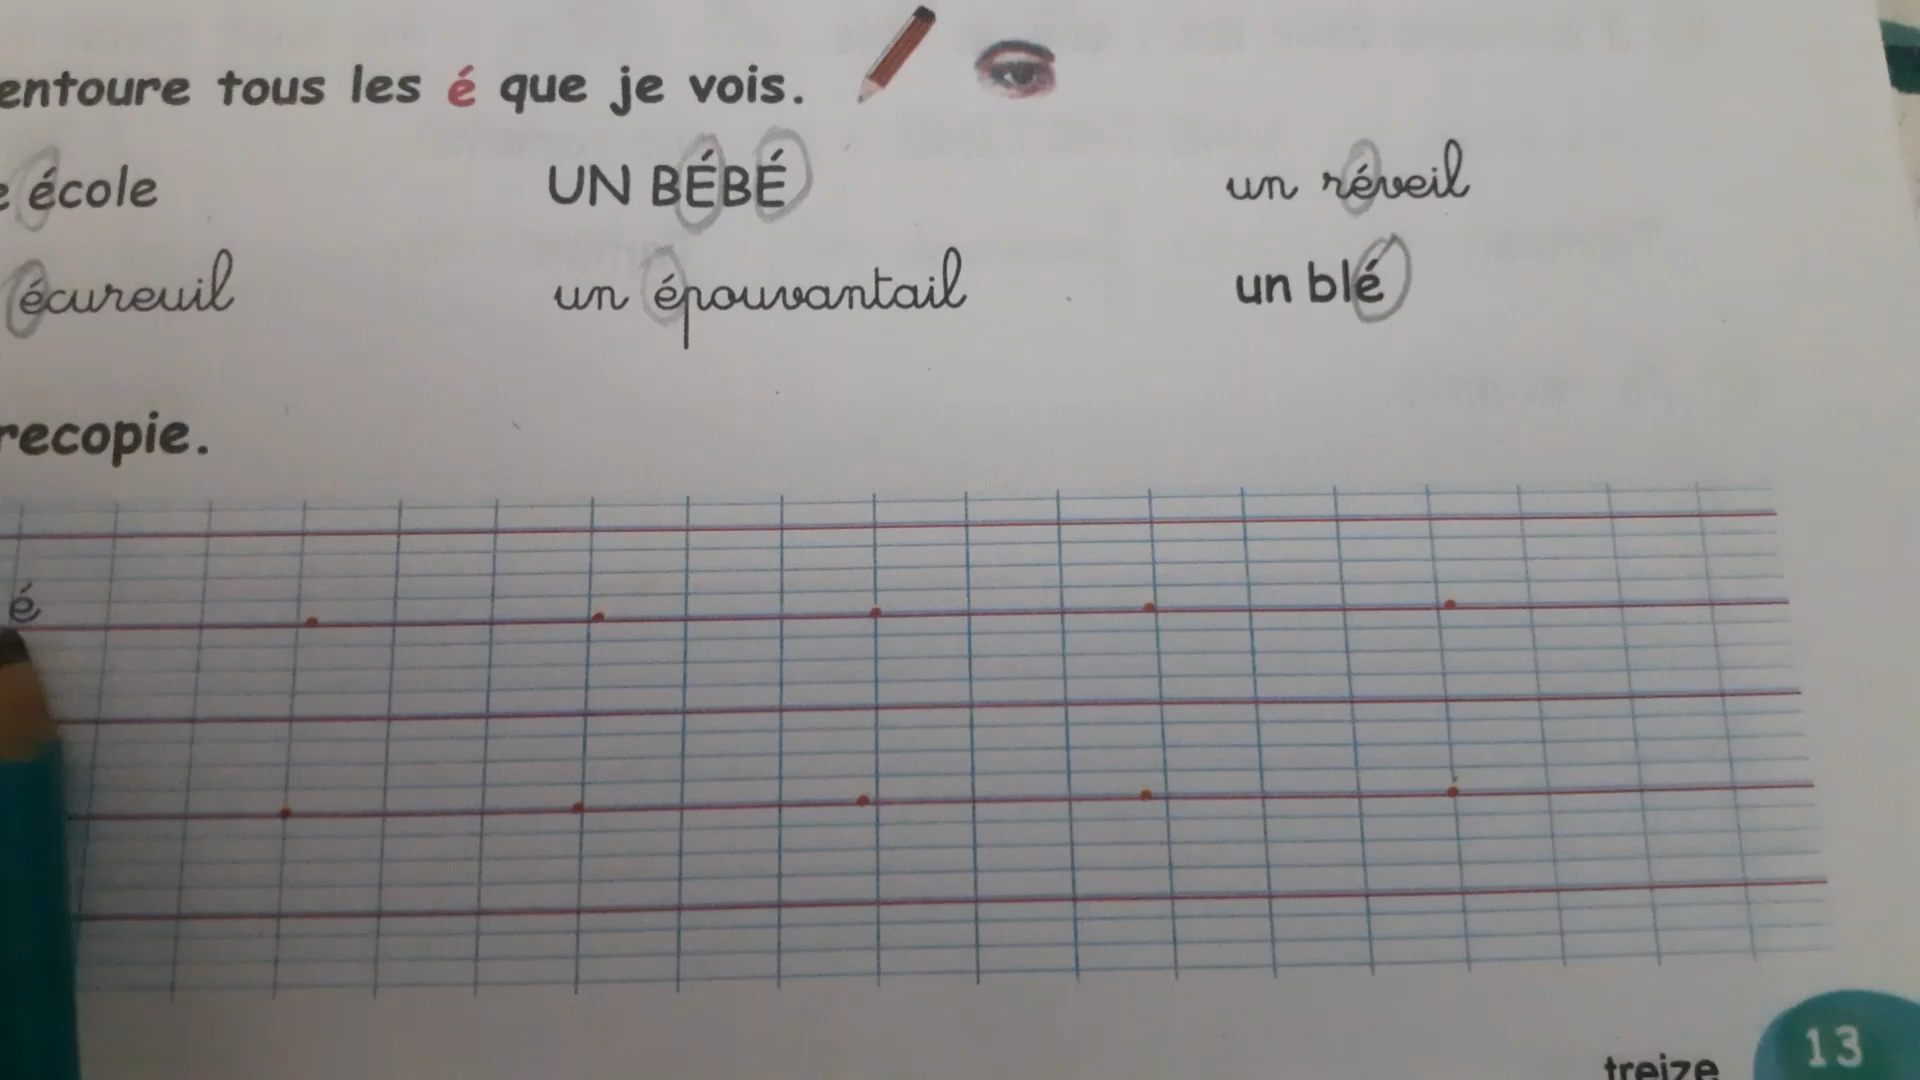 entoure tous les é que je vois.
école UN BÉBÉ un réveil
écureuil un épouvantail un blé
recopie.
é
treize 13